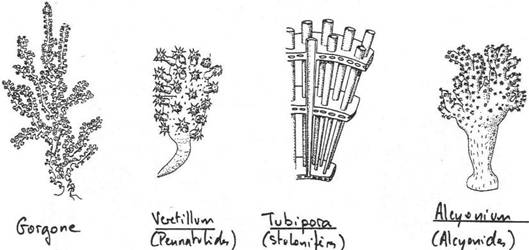 Gorgone
Veretillum
(Pennatulides)
Tubipora
(Stolonifères)
Alcyonium
(Alcyonides)